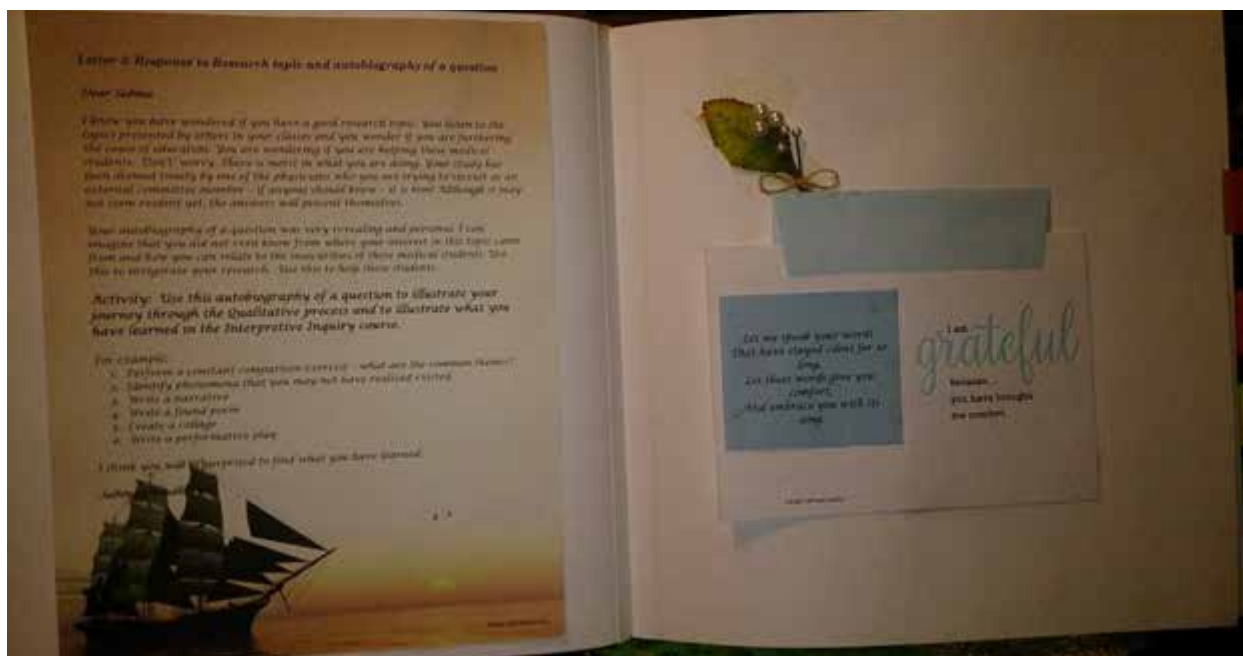 Letter 2: Response to Research topic and autobiography of a question
Dear
I know you have wondered if you have a good research topic. You listen to the
topics presented by others in your classes and you wonder if you are furthering
the cause of education. You are wondering if you are helping these medical
students. Don't worry. There is merit in what you are doing. Your study has
been deemed timely by one of the physicians who you are trying to recruit as an
external committee member - if anyone should know - it is him! Although it may
not seem evident yet, the answers will present themselves.
Your autobiography of a question was very revealing and personal. I can
imagine that you did not even know from where your interest in this topic came
from and how you can relate to the of these medical students. Use
this to invigorate your research. Use this to help these students.
Activity: Use this autobiography of a question to illustrate your
journey through the Qualitative process and to illustrate what you
have learned in the Interpretive Inquiry course.
For example:
1. Perform a constant comparison exercise - what are the common themes?
2. Identify phenomena that you may not have realized existed
3. Write a narrative
4. Write a found poem
5. Create a collage
6. Write a performative play
I think you will be surprised to find what you have learned.
Let me speak your words
That have stayed silent for so
long,
Let those words give you
comfort,
And embrace you with its
song
I am
grateful
because...
you have brought
me comfort.